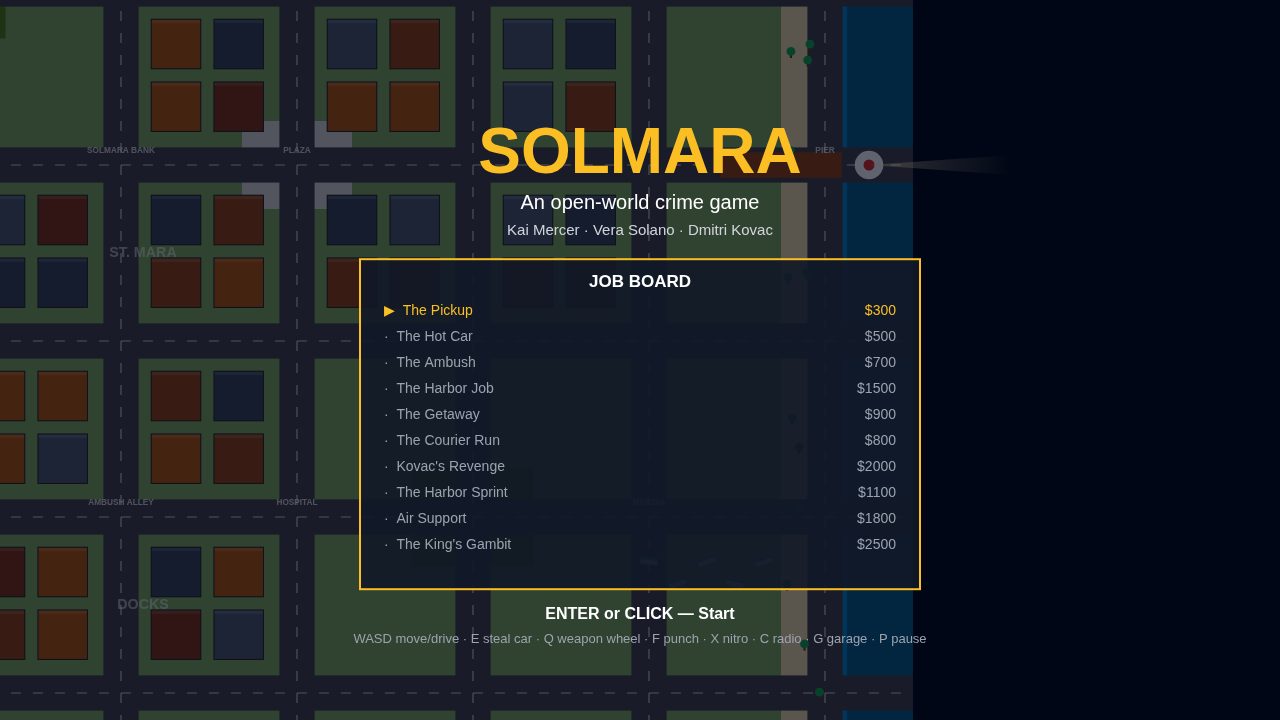 SOLMARA
An open-world crime game
Kai Mercer · Vera Solano · Dmitri Kovac
SOLMARA BANK
PLAZA
PIER
ST. MARA
JOB BOARD
▶ The Pickup $300
· The Hot Car $500
· The Ambush $700
· The Harbor Job $1500
· The Getaway $900
· The Courier Run $800
· Kovac's Revenge $2000
· The Harbor Sprint $1100
· Air Support $1800
· The King's Gambit $2500
AMBUSH ALLEY
HOSPITAL
DOCKS
ENTER or CLICK — Start
WASD move/drive · E steal car · Q weapon wheel · F punch · X nitro · C radio · G garage · P pause